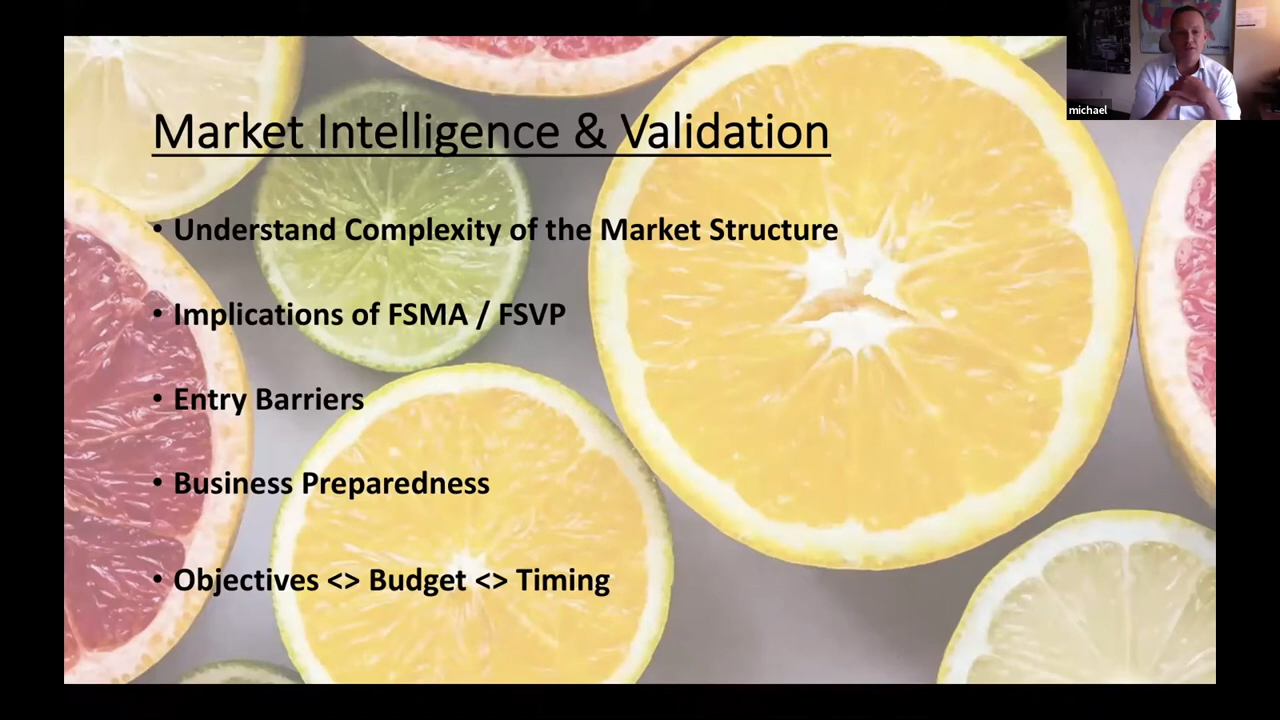 michael
Market Intelligence & Validation
• Understand Complexity of the Market Structure
• Implications of FSMA / FSVP
• Entry Barriers
• Business Preparedness
• Objectives <> Budget <> Timing